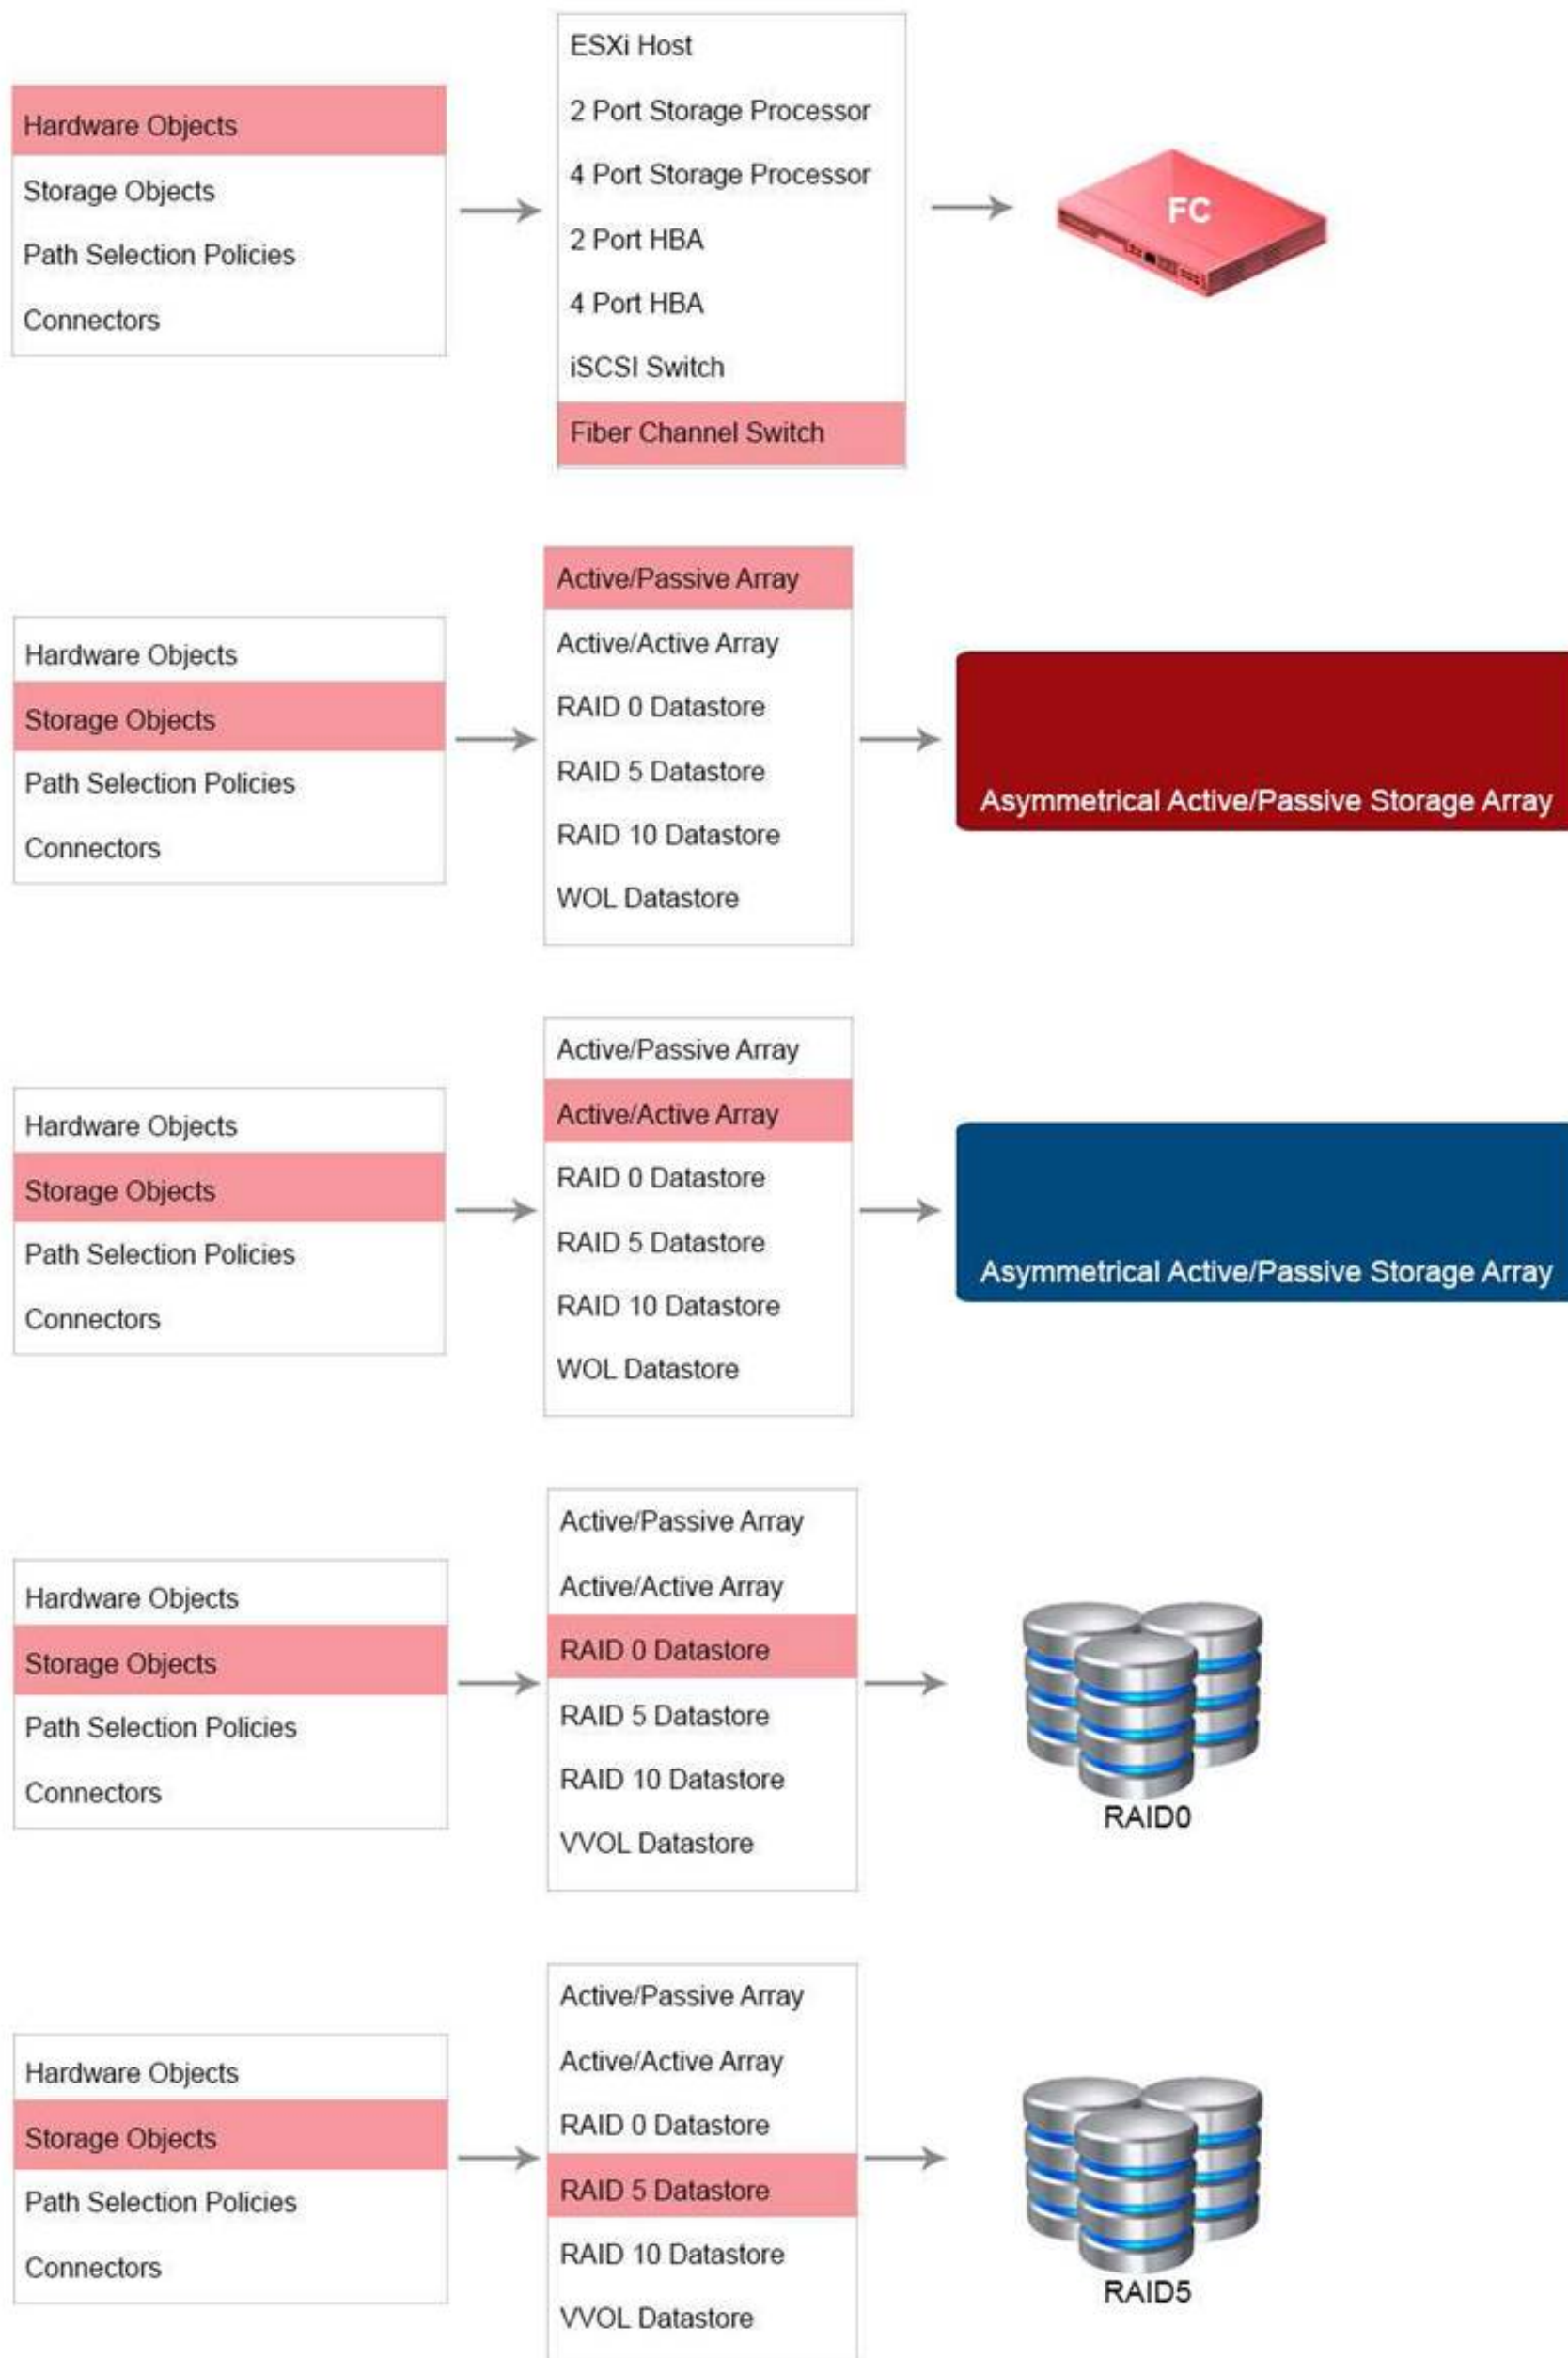 Hardware Objects
Storage Objects
Path Selection Policies
Connectors
ESXi Host
2 Port Storage Processor
4 Port Storage Processor
2 Port HBA
4 Port HBA
iSCSI Switch
Fiber Channel Switch
FC
Hardware Objects
Storage Objects
Path Selection Policies
Connectors
Active/Passive Array
Active/Active Array
RAID 0 Datastore
RAID 5 Datastore
RAID 10 Datastore
WOL Datastore
Asymmetrical Active/Passive Storage Array
Hardware Objects
Storage Objects
Path Selection Policies
Connectors
Active/Passive Array
Active/Active Array
RAID 0 Datastore
RAID 5 Datastore
RAID 10 Datastore
WOL Datastore
Asymmetrical Active/Passive Storage Array
Hardware Objects
Storage Objects
Path Selection Policies
Connectors
Active/Passive Array
Active/Active Array
RAID 0 Datastore
RAID 5 Datastore
RAID 10 Datastore
VVOL Datastore
RAID0
Hardware Objects
Storage Objects
Path Selection Policies
Connectors
Active/Passive Array
Active/Active Array
RAID 0 Datastore
RAID 5 Datastore
RAID 10 Datastore
VVOL Datastore
RAID5